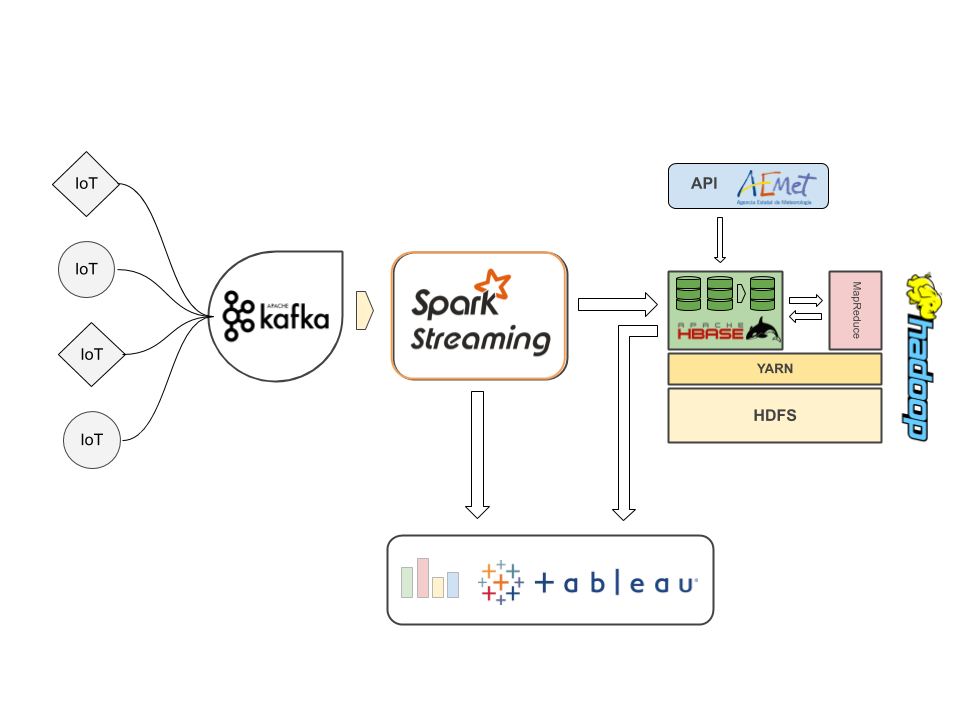 IoT
IoT
IoT
IoT
APACHE
kafka
Spark
Streaming
API
AEMet
Agencia Estatal de Meteorología
APACHE
HBASE
MapReduce
YARN
HDFS
hadoop
+ableau